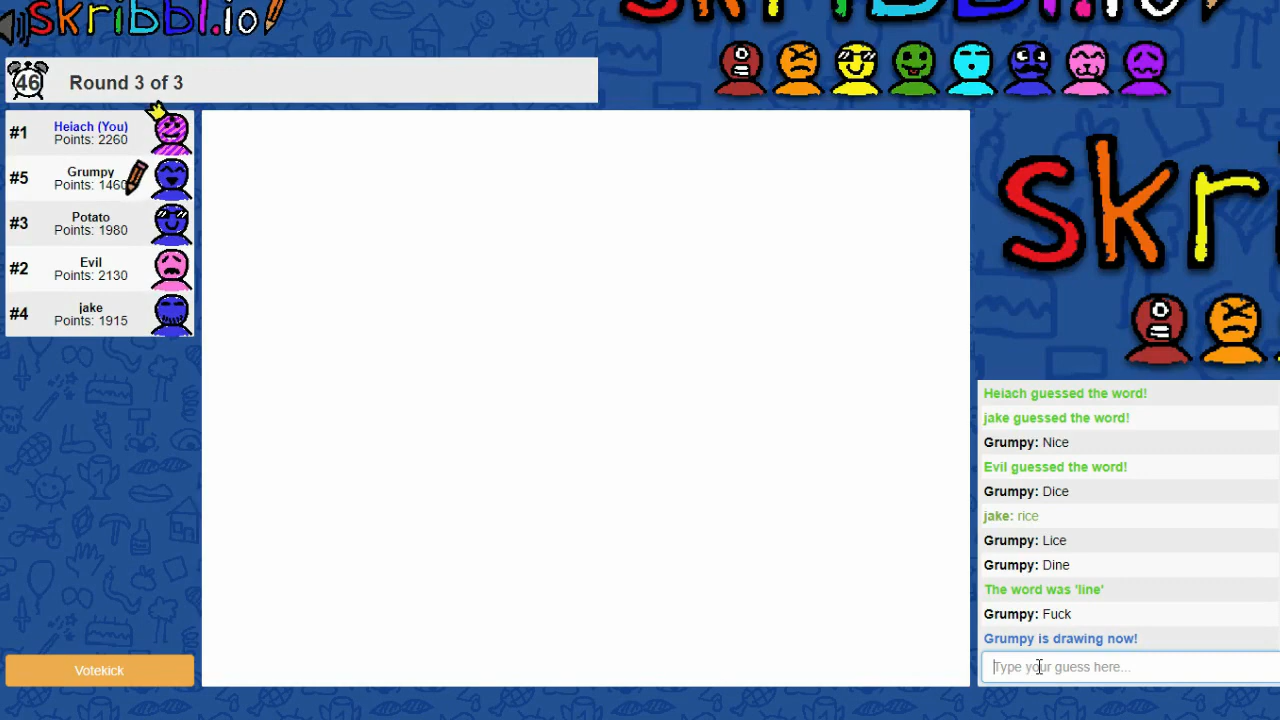 skribbl.io
skribbl.io
46
Round 3 of 3
#1
Heiach (You)
Points: 2260
#5
Grumpy
Points: 1460
#3
Potato
Points: 1980
#2
Evil
Points: 2130
#4
jake
Points: 1915
skr
Heiach guessed the word!
jake guessed the word!
Grumpy: Nice
Evil guessed the word!
Grumpy: Dice
jake: rice
Grumpy: Lice
Grumpy: Dine
The word was 'line'
Grumpy: Fuck
Grumpy is drawing now!
Type your guess here...
Votekick